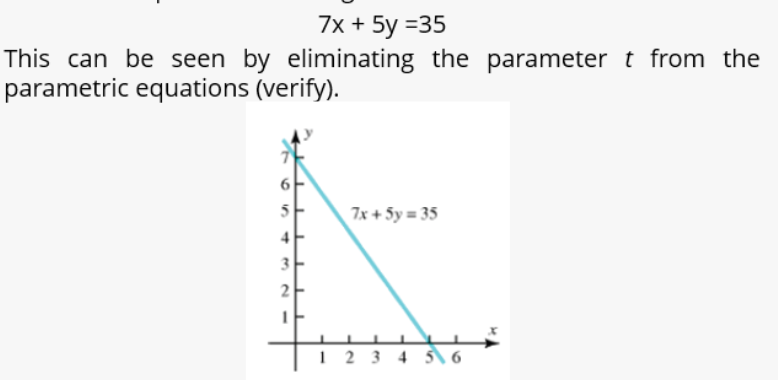 7x + 5y =35
This can be seen by eliminating the parameter t from the
parametric equations (verify).
y
7
6
5
7x + 5y = 35
4
3
2
1
x
1 2 3 4 5 6